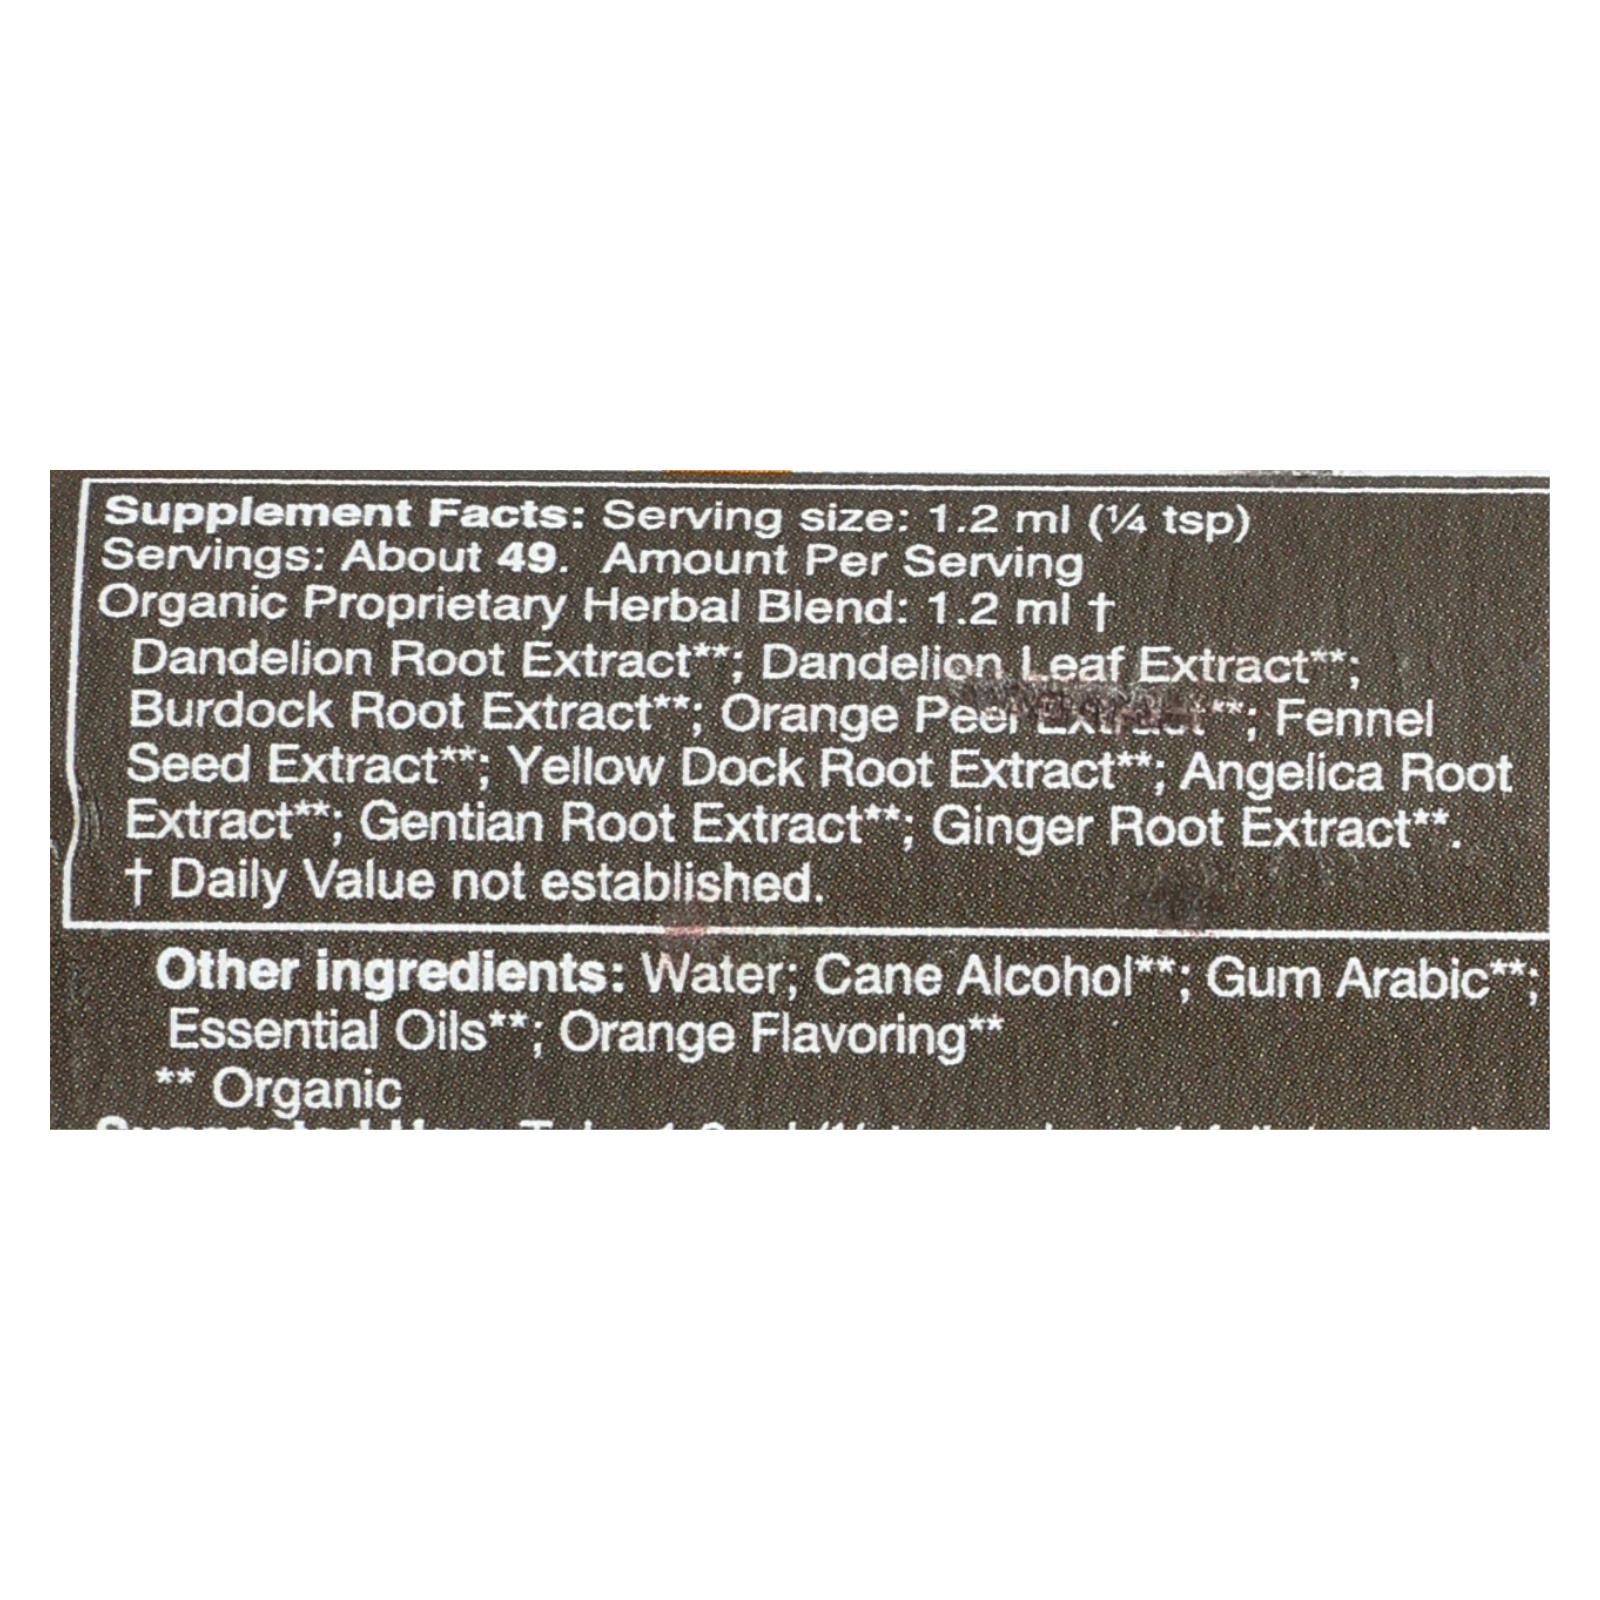 Supplement Facts: Serving size: 1.2 ml (¼ tsp)
Servings: About 49. Amount Per Serving
Organic Proprietary Herbal Blend: 1.2 ml †
Dandelion Root Extract**; Dandelion Leaf Extract**;
Burdock Root Extract**; Orange Peel Extract**; Fennel
Seed Extract**; Yellow Dock Root Extract**; Angelica Root
Extract**; Gentian Root Extract**; Ginger Root Extract**.
† Daily Value not established.
Other ingredients: Water; Cane Alcohol**; Gum Arabic**;
Essential Oils**; Orange Flavoring**
** Organic